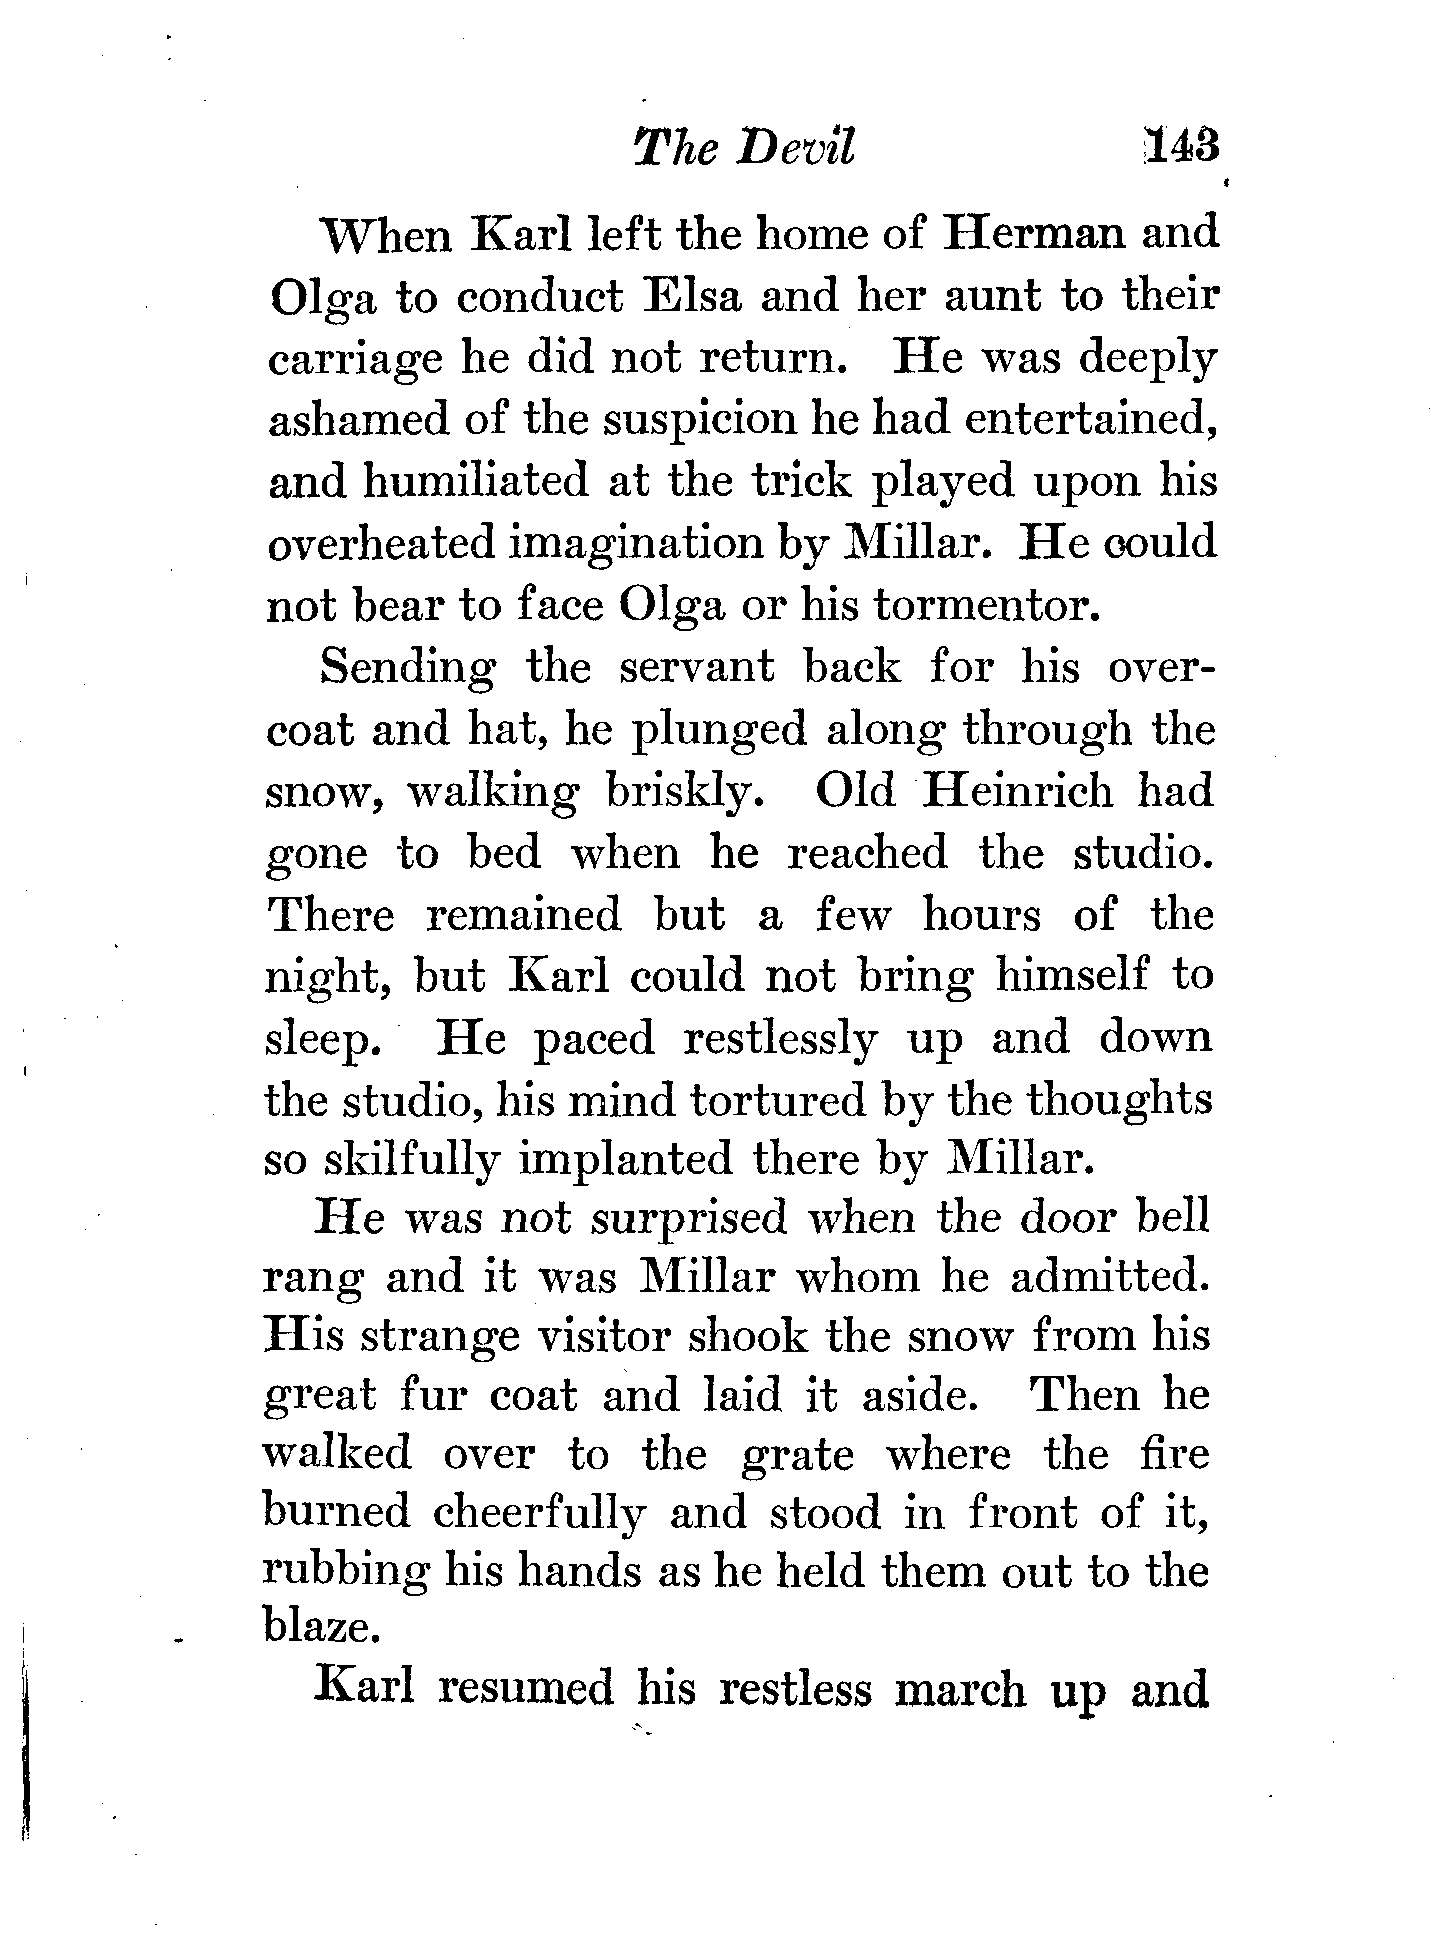 The Devil 143
When Karl left the home of Herman and
Olga to conduct Elsa and her aunt to their
carriage he did not return. He was deeply
ashamed of the suspicion he had entertained,
and humiliated at the trick played upon his
overheated imagination by Millar. He could
not bear to face Olga or his tormentor.
Sending the servant back for his over-
coat and hat, he plunged along through the
snow, walking briskly. Old Heinrich had
gone to bed when he reached the studio.
There remained but a few hours of the
night, but Karl could not bring himself to
sleep. He paced restlessly up and down
the studio, his mind tortured by the thoughts
so skilfully implanted there by Millar.
He was not surprised when the door bell
rang and it was Millar whom he admitted.
His strange visitor shook the snow from his
great fur coat and laid it aside. Then he
walked over to the grate where the fire
burned cheerfully and stood in front of it,
rubbing his hands as he held them out to the
blaze.
Karl resumed his restless march up and